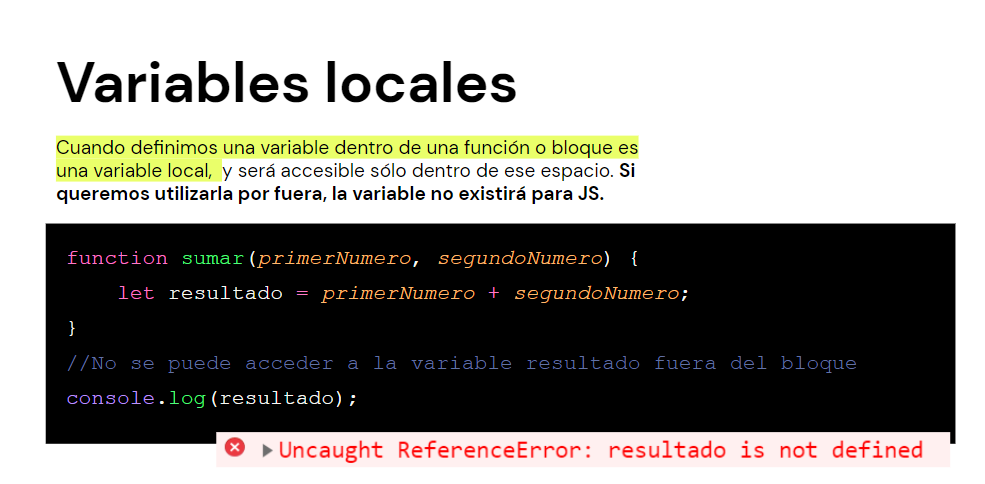 Variables locales
Cuando definimos una variable dentro de una función o bloque es
una variable local, y será accesible sólo dentro de ese espacio. Si
queremos utilizarla por fuera, la variable no existirá para JS.
function sumar(primerNumero, segundoNumero) {
    let resultado = primerNumero + segundoNumero;
}
//No se puede acceder a la variable resultado fuera del bloque
console.log(resultado);
Uncaught ReferenceError: resultado is not defined